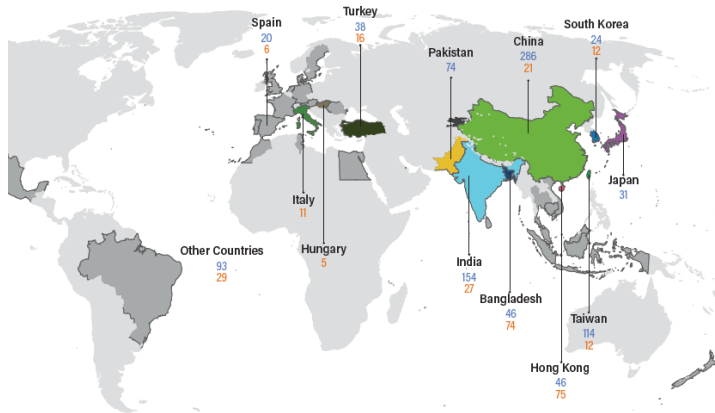 Spain
20
6
Turkey
38
16
Pakistan
74
China
286
21
South Korea
24
12
Japan
31
Italy
11
Hungary
5
Other Countries
93
29
India
154
27
Bangladesh
46
74
Taiwan
114
12
Hong Kong
46
75